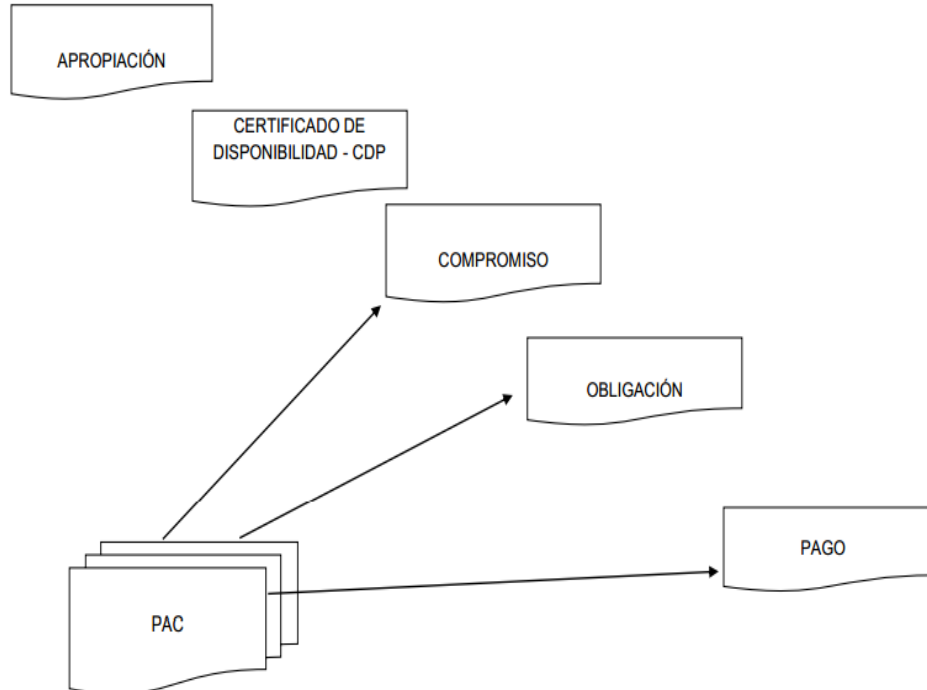 APROPIACIÓN
CERTIFICADO DE
DISPONIBILIDAD - CDP
COMPROMISO
OBLIGACIÓN
PAGO
PAC